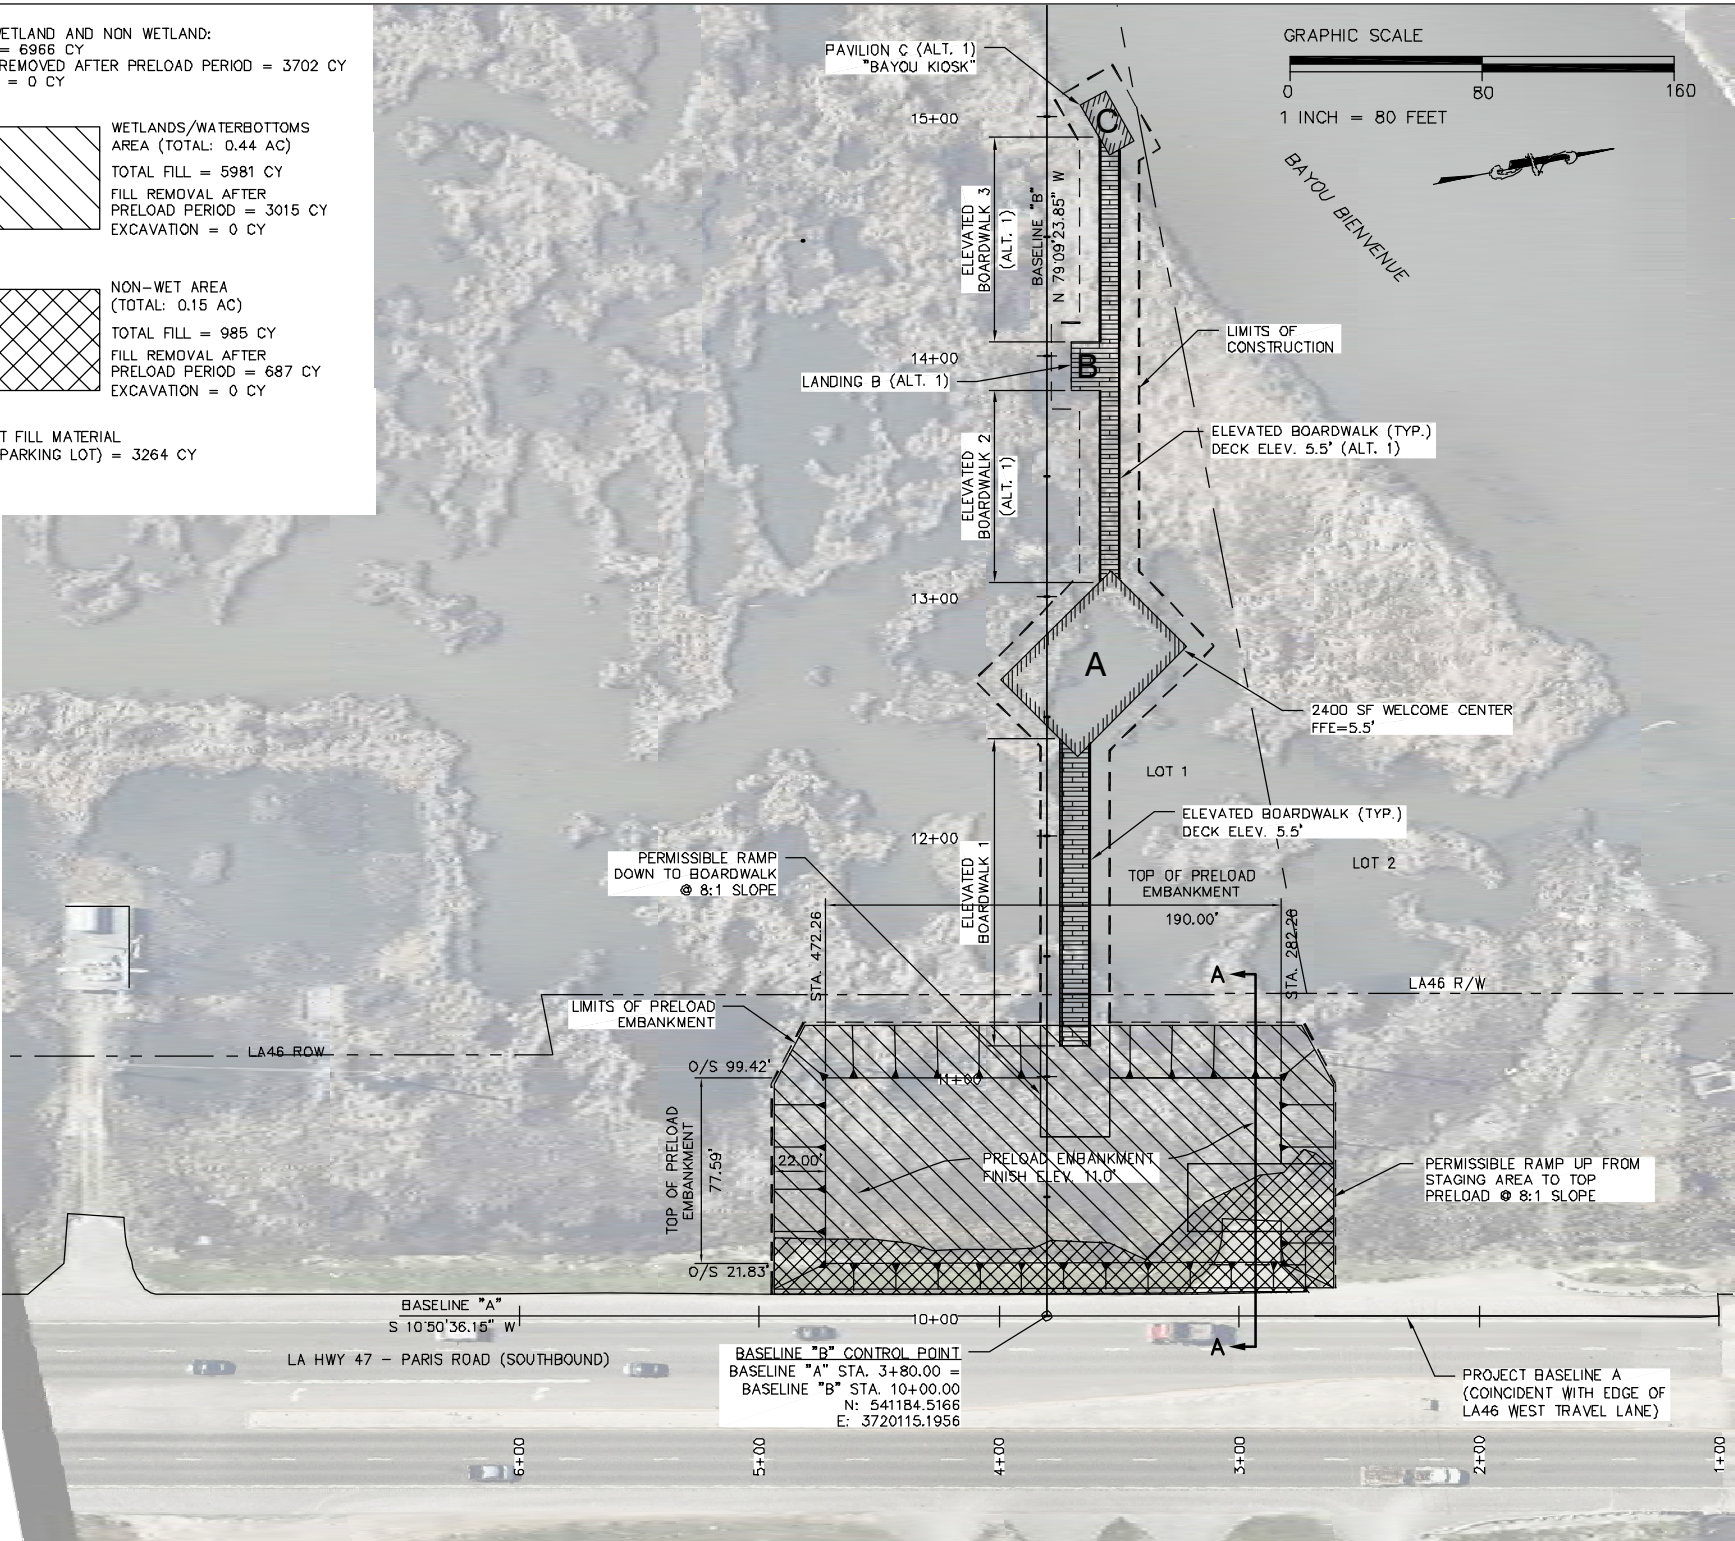 ETLAND AND NON WETLAND:
= 6966 CY
REMOVED AFTER PRELOAD PERIOD = 3702 CY
= 0 CY
WETLANDS/WATERBOTTOMS
AREA (TOTAL: 0.44 AC)
TOTAL FILL = 5981 CY
FILL REMOVAL AFTER
PRELOAD PERIOD = 3015 CY
EXCAVATION = 0 CY
NON-WET AREA
(TOTAL: 0.15 AC)
TOTAL FILL = 985 CY
FILL REMOVAL AFTER
PRELOAD PERIOD = 687 CY
EXCAVATION = 0 CY
T FILL MATERIAL
PARKING LOT) = 3264 CY
GRAPHIC SCALE
0 80 160
1 INCH = 80 FEET
BAYOU BIENVENUE
PAVILION C (ALT. 1)
"BAYOU KIOSK"
C
15+00
ELEVATED
BOARDWALK 3
(ALT. 1)
BASELINE "B"
N 79°09'23.85" W
LIMITS OF
CONSTRUCTION
14+00
B
LANDING B (ALT. 1)
ELEVATED BOARDWALK (TYP.)
DECK ELEV. 5.5' (ALT. 1)
ELEVATED
BOARDWALK 2
(ALT. 1)
13+00
A
2400 SF WELCOME CENTER
FFE=5.5'
LOT 1
ELEVATED BOARDWALK (TYP.)
DECK ELEV. 5.5'
12+00
ELEVATED
BOARDWALK 1
LOT 2
PERMISSIBLE RAMP
DOWN TO BOARDWALK
@ 8:1 SLOPE
TOP OF PRELOAD
EMBANKMENT
190.00'
STA. 472.26
STA. 282.26
A
LA46 R/W
LIMITS OF PRELOAD
EMBANKMENT
LA46 ROW
O/S 99.42'
11+00
TOP OF PRELOAD
EMBANKMENT
77.59'
22.00'
PRELOAD EMBANKMENT
FINISH ELEV. 11.0'
PERMISSIBLE RAMP UP FROM
STAGING AREA TO TOP
PRELOAD @ 8:1 SLOPE
O/S 21.83'
BASELINE "A"
S 10°50'36.15" W
10+00
LA HWY 47 - PARIS ROAD (SOUTHBOUND)
A
BASELINE "B" CONTROL POINT
BASELINE "A" STA. 3+80.00 =
BASELINE "B" STA. 10+00.00
N: 541184.5166
E: 3720115.1956
PROJECT BASELINE A
(COINCIDENT WITH EDGE OF
LA46 WEST TRAVEL LANE)
6+00
5+00
4+00
3+00
2+00
1+00